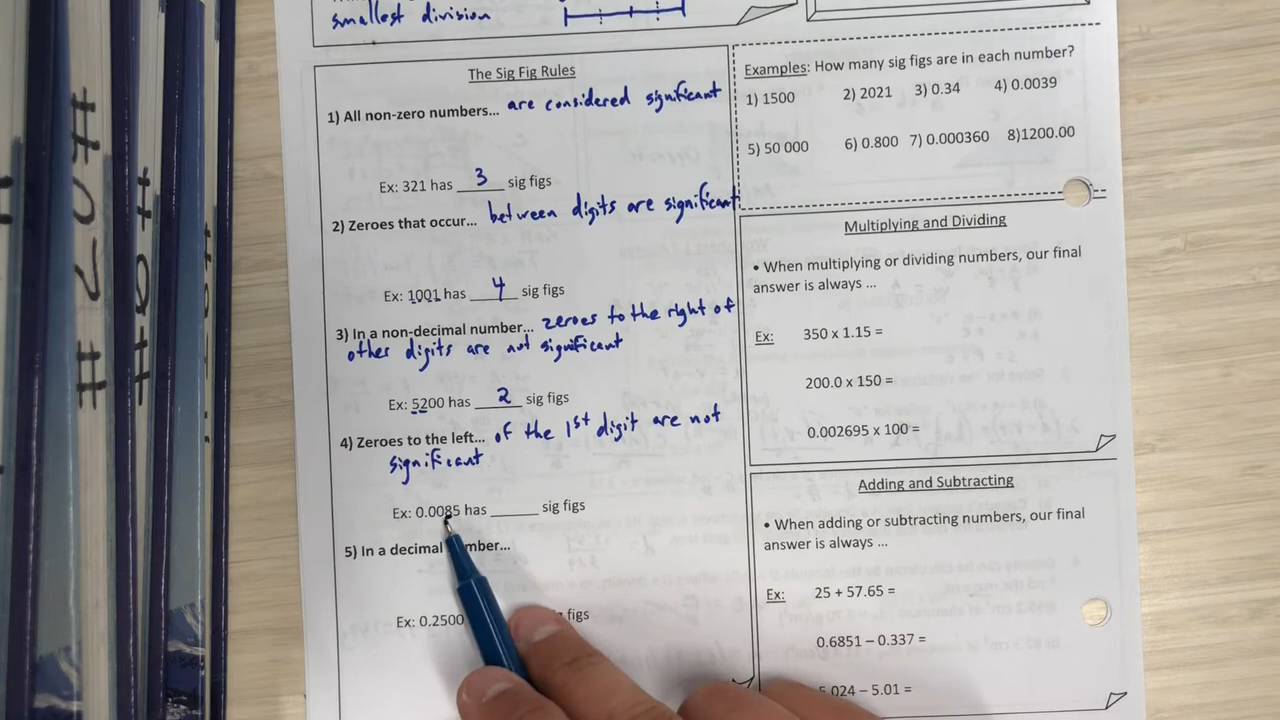 smallest division
The Sig Fig Rules
1) All non-zero numbers... are considered significant
Ex: 321 has 3 sig figs
2) Zeroes that occur... between digits are significant
Ex: 1001 has 4 sig figs
3) In a non-decimal number... zeroes to the right of
other digits are not significant
Ex: 5200 has 2 sig figs
4) Zeroes to the left... of the 1st digit are not
significant
Ex: 0.0085 has ______ sig figs
5) In a decimal
Ex: 0.2500 figs
Examples: How many sig figs are in each number?
1) 1500 2) 2021 3) 0.34 4) 0.0039
5) 50 000 6) 0.800 7) 0.000360 8)1200.00
Multiplying and Dividing
• When multiplying or dividing numbers, our final
answer is always ...
Ex: 350 x 1.15 =
200.0 x 150 =
0.002695 x 100 =
Adding and Subtracting
• When adding or subtracting numbers, our final
answer is always ...
Ex: 25 + 57.65 =
0.6851 – 0.337 =
.024 – 5.01 =
#02
#
#